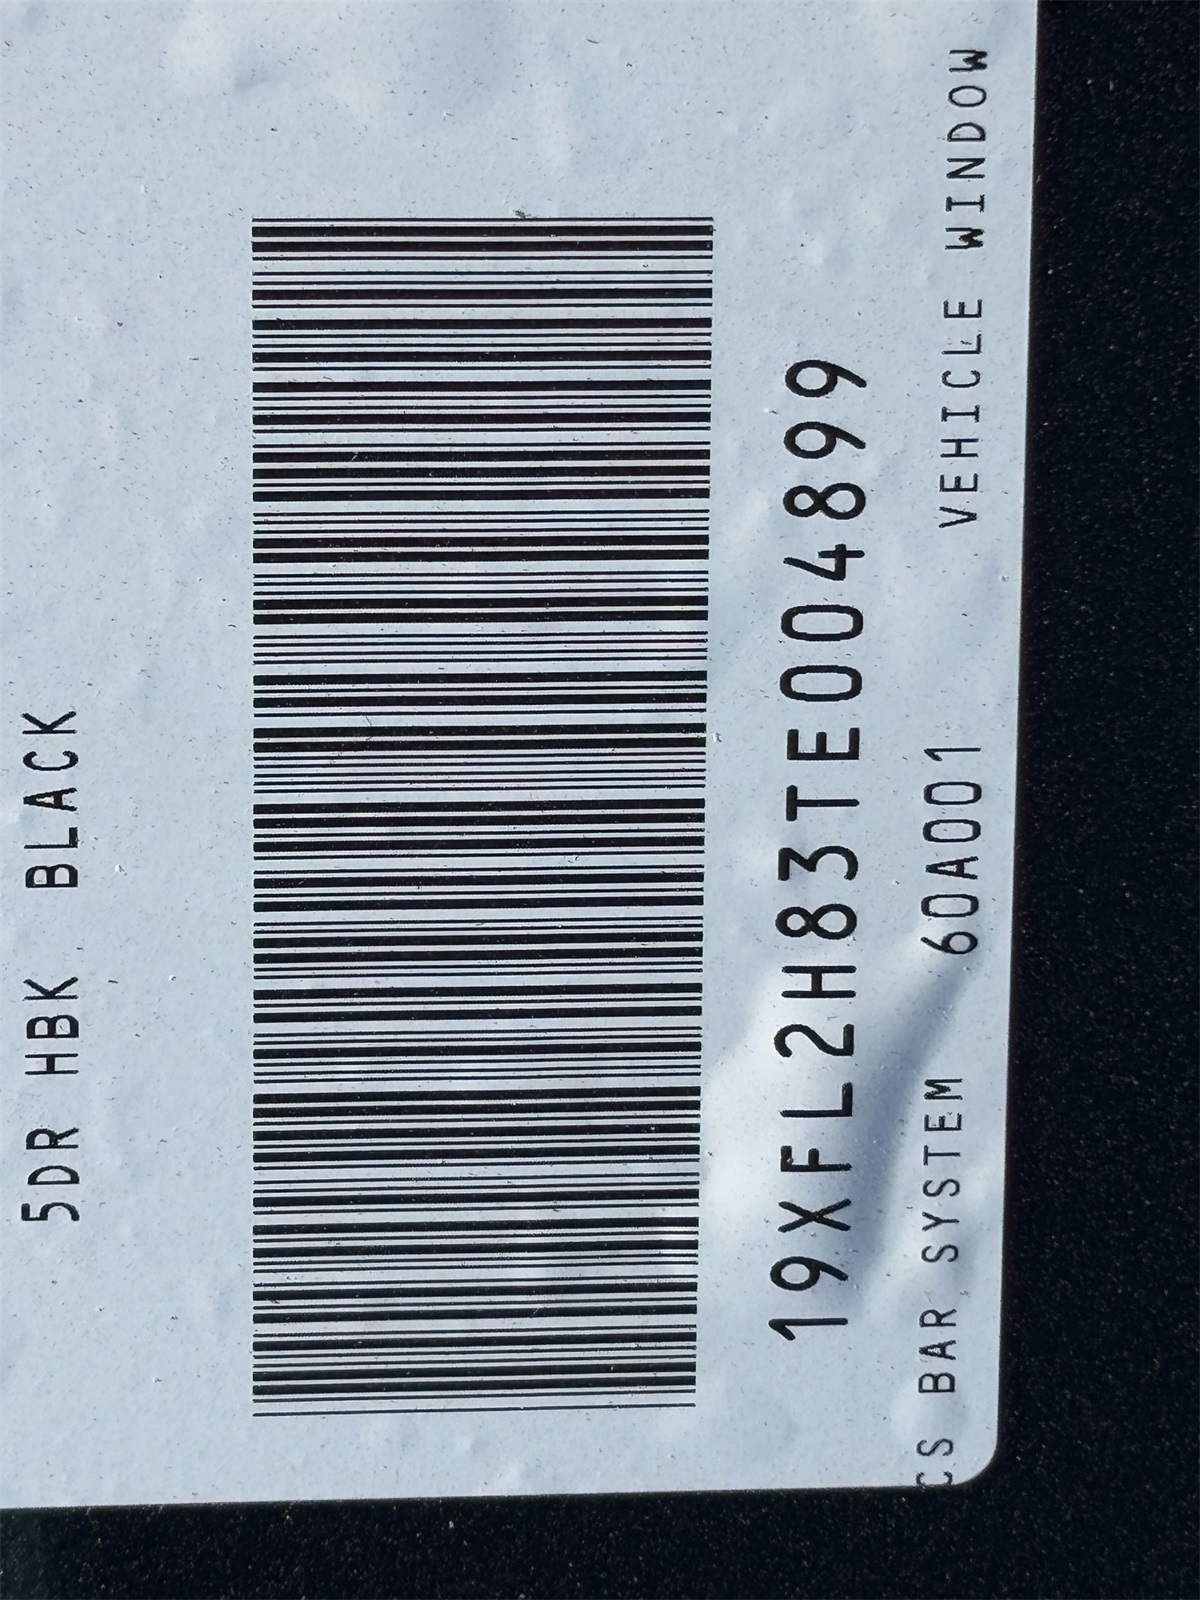 5DR HBK BLACK
19XFL2H83TE004899
CS BAR SYSTEM 60A001 VEHICLE WINDOW